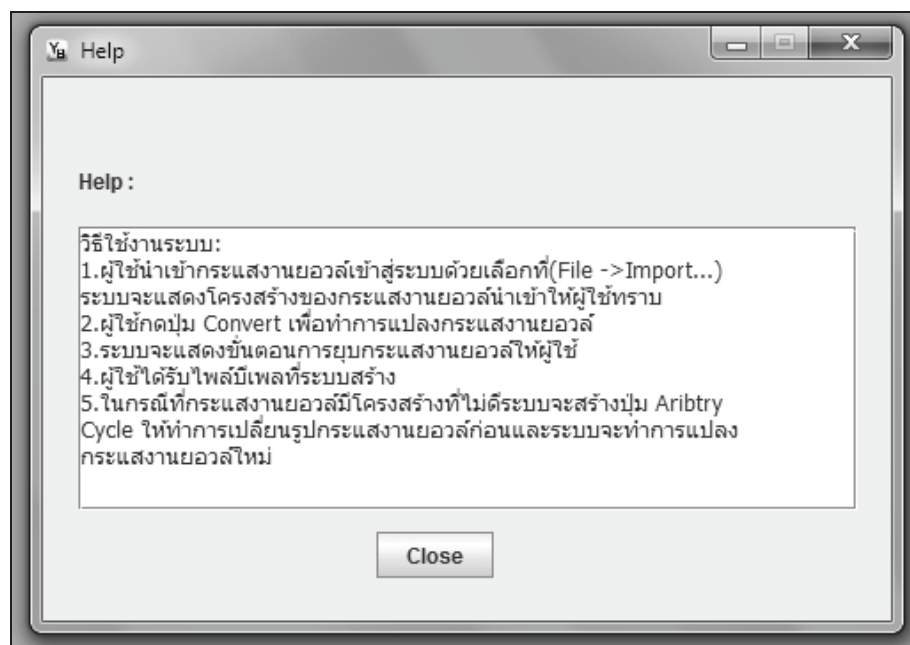 Help
Help :
วิธีใช้งานระบบ:
1.ผู้ใช้นำเข้ากระแสงานยอวล์เข้าสู่ระบบด้วยเลือกที่(File ->Import...)
ระบบจะแสดงโครงสร้างของกระแสงานยอวล์นำเข้าให้ผู้ใช้ทราบ
2.ผู้ใช้กดปุ่ม Convert เพื่อทำการแปลงกระแสงานยอวล์
3.ระบบจะแสดงขั้นตอนการยุบกระแสงานยอวล์ให้ผู้ใช้
4.ผู้ใช้ได้รับไพล์บีเพลที่ระบบสร้าง
5.ในกรณีที่กระแสงานยอวล์มีโครงสร้างที่ไม่ดีระบบจะสร้างปุ่ม Aribtry
Cycle ให้ทำการเปลี่ยนรูปกระแสงานยอวล์ก่อนและระบบจะทำการแปลง
กระแสงานยอวล์ใหม่
Close